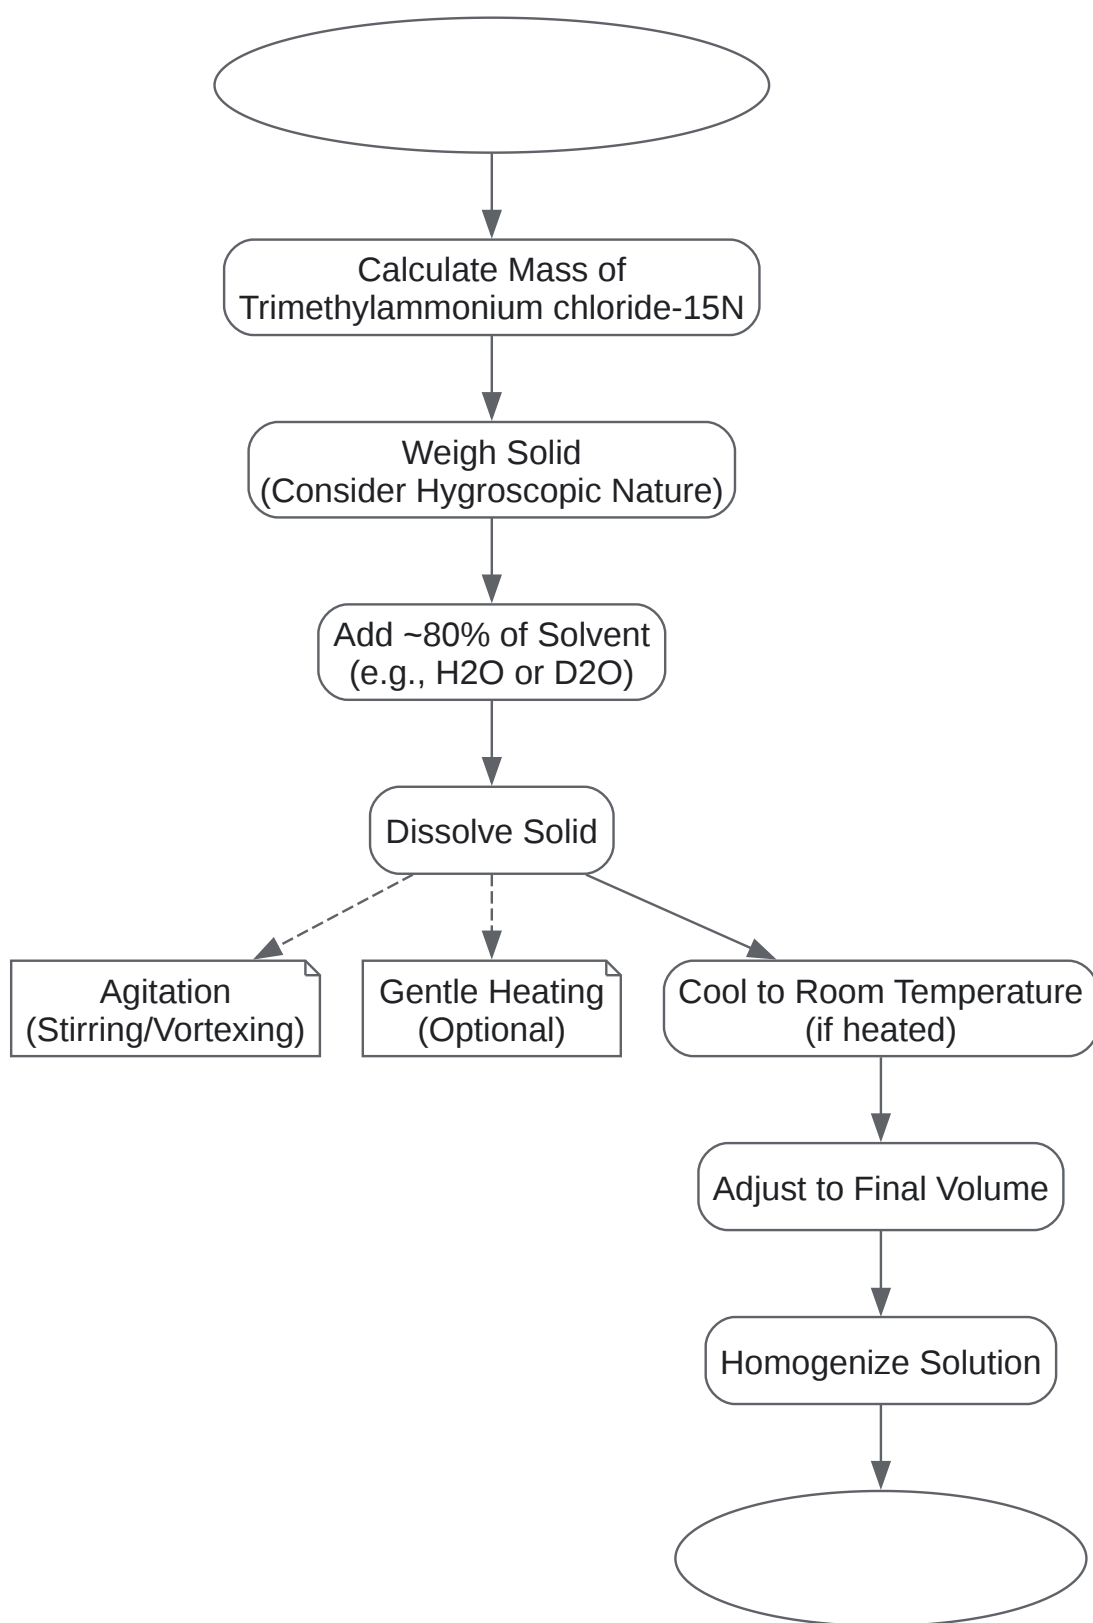 Calculate Mass of
Trimethylammonium chloride-15N
Weigh Solid
(Consider Hygroscopic Nature)
Add ~80% of Solvent
(e.g., H2O or D2O)
Dissolve Solid
Agitation
(Stirring/Vortexing)
Gentle Heating
(Optional)
Cool to Room Temperature
(if heated)
Adjust to Final Volume
Homogenize Solution